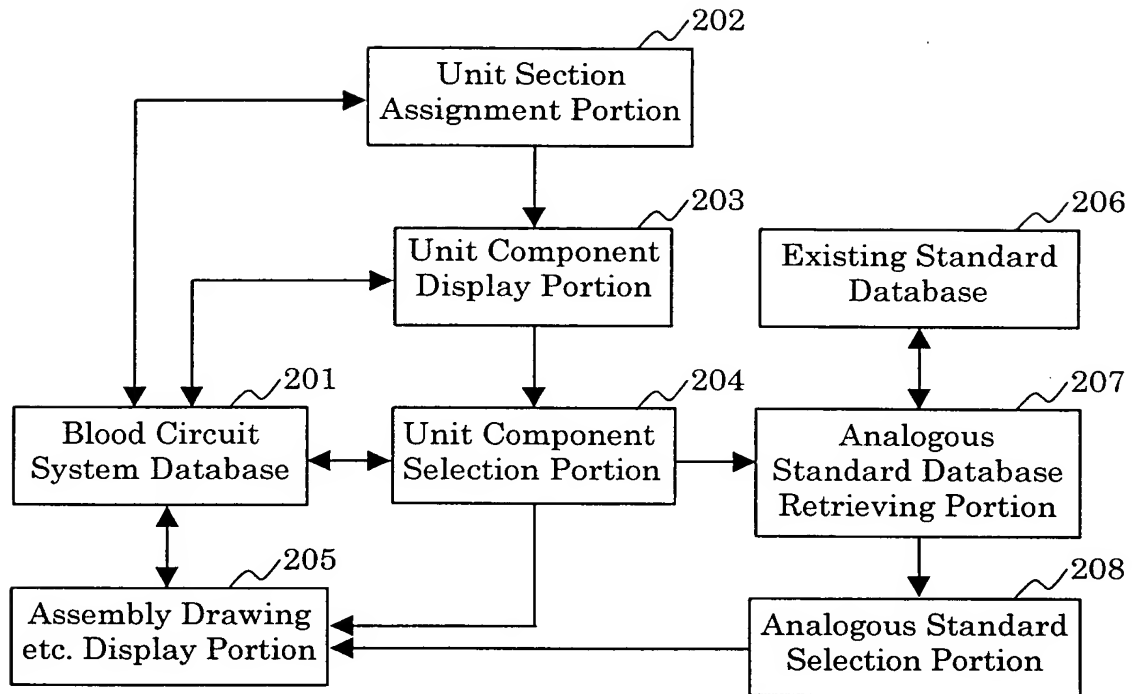 202
Unit Section
Assignment Portion
203
Unit Component
Display Portion
206
Existing Standard
Database
201
Blood Circuit
System Database
204
Unit Component
Selection Portion
207
Analogous
Standard Database
Retrieving Portion
205
Assembly Drawing
etc. Display Portion
208
Analogous Standard
Selection Portion